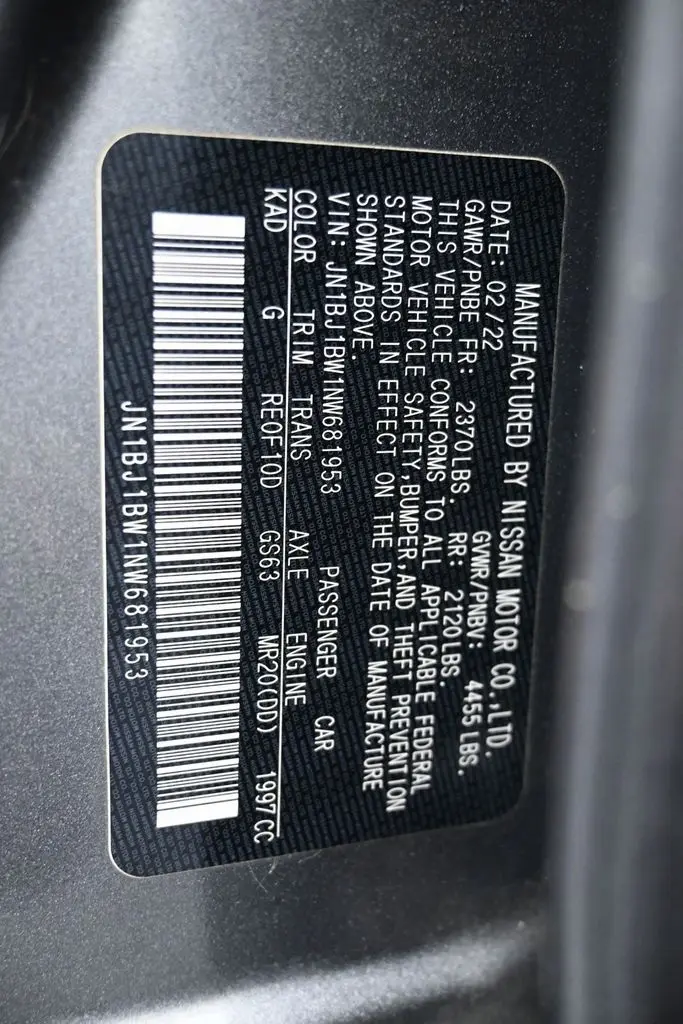 MANUFACTURED BY NISSAN MOTOR CO.,LTD.
DATE: 02/22 GVWR/PNBV: 4455 LBS.
GAWR/PNBE FR: 2370LBS. RR: 2120LBS.
THIS VEHICLE CONFORMS TO ALL APPLICABLE FEDERAL
MOTOR VEHICLE SAFETY,BUMPER,AND THEFT PREVENTION
STANDARDS IN EFFECT ON THE DATE OF MANUFACTURE
SHOWN ABOVE.
VIN: JN1BJ1BW1NW681953 PASSENGER CAR
COLOR TRIM TRANS AXLE ENGINE
KAD G REOF10D GS63 MR20(DD) 1997CC
JN1BJ1BW1NW681953